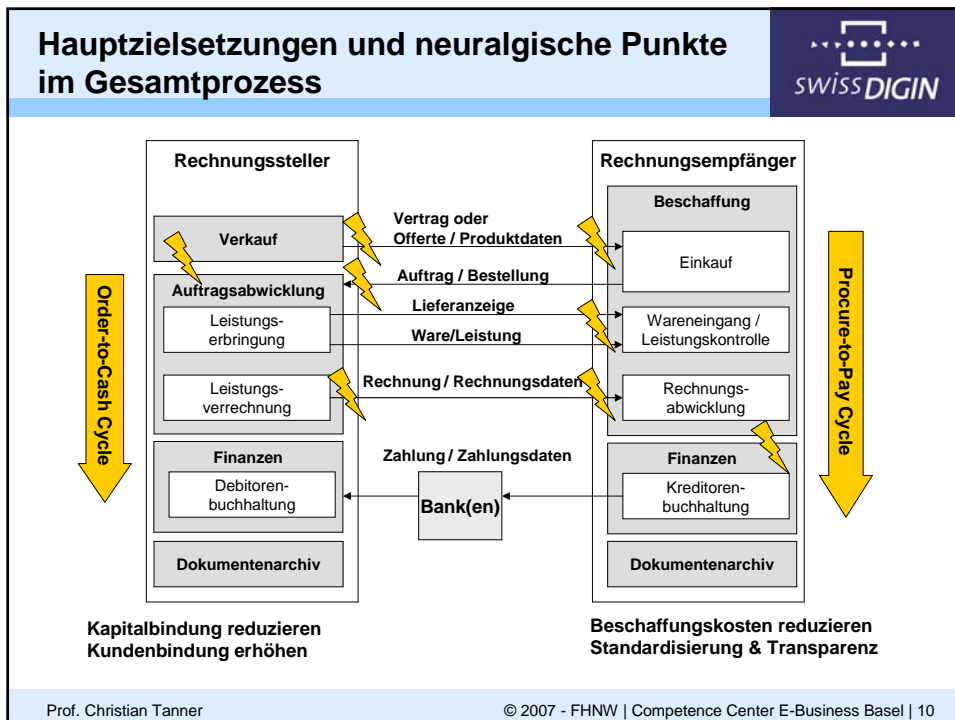 Hauptzielsetzungen und neuralgische Punkte
im Gesamtprozess
swiss DIGIN
Rechnungssteller
Rechnungsempfänger
Beschaffung
Verkauf
Vertrag oder
Offerte / Produktdaten
Einkauf
Auftrag / Bestellung
Auftragsabwicklung
Lieferanzeige
Leistungs-
erbringung
Ware/Leistung
Wareneingang /
Leistungskontrolle
Rechnung / Rechnungsdaten
Leistungs-
verrechnung
Rechnungs-
abwicklung
Order-to-Cash Cycle
Procure-to-Pay Cycle
Finanzen
Zahlung / Zahlungsdaten
Finanzen
Debitoren-
buchhaltung
Bank(en)
Kreditoren-
buchhaltung
Dokumentenarchiv
Dokumentenarchiv
Kapitalbindung reduzieren
Kundenbindung erhöhen
Beschaffungskosten reduzieren
Standardisierung & Transparenz
Prof. Christian Tanner
© 2007 - FHNW | Competence Center E-Business Basel | 10